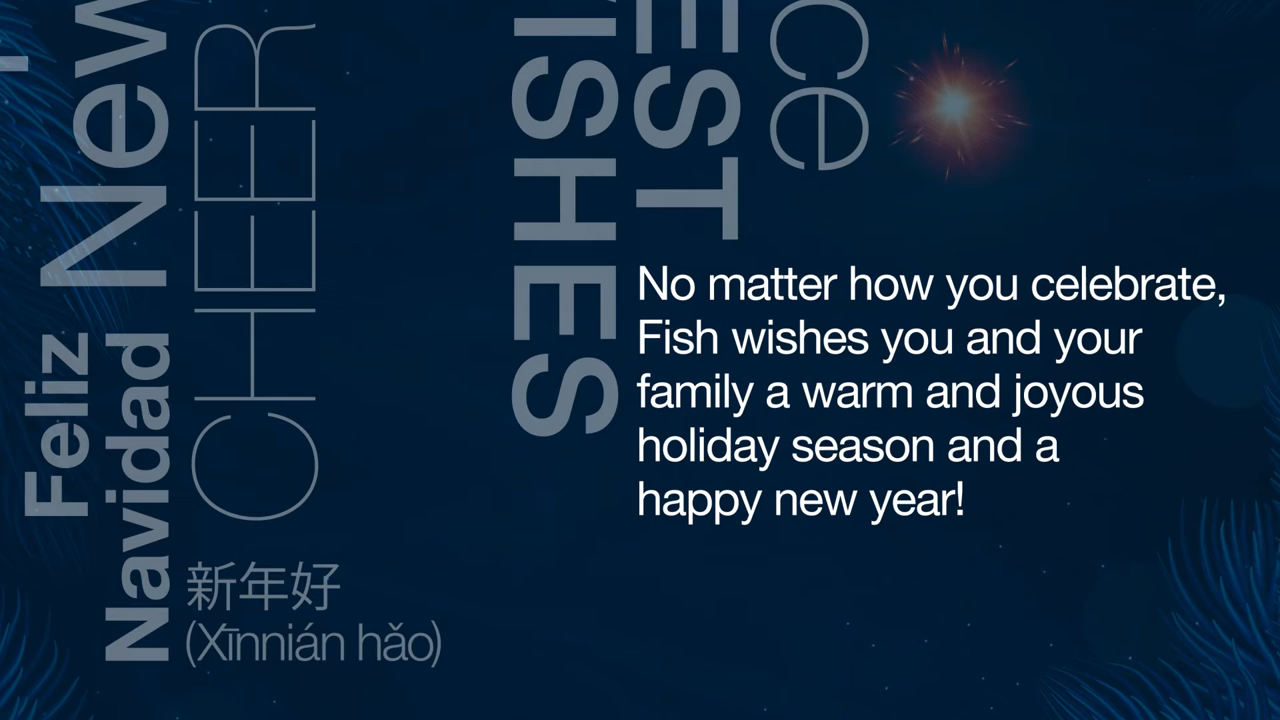 Feliz
Navidad
New
CHEER
新年好
(Xīnnián hǎo)
ISHES
EST
ce
No matter how you celebrate,
Fish wishes you and your
family a warm and joyous
holiday season and a
happy new year!